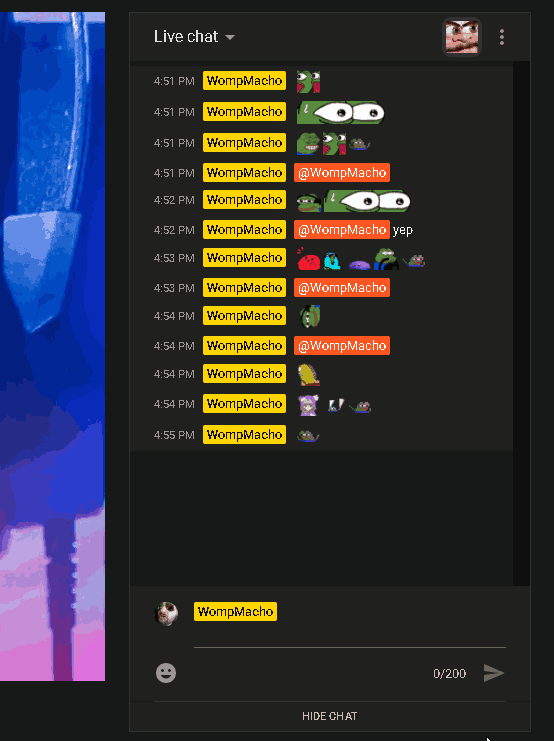 Live chat
4:51 PM WompMacho
4:51 PM WompMacho
4:51 PM WompMacho
4:51 PM WompMacho @WompMacho
4:52 PM WompMacho
4:52 PM WompMacho @WompMacho yep
4:53 PM WompMacho
4:53 PM WompMacho @WompMacho
4:54 PM WompMacho
4:54 PM WompMacho @WompMacho
4:54 PM WompMacho
4:54 PM WompMacho
4:55 PM WompMacho
WompMacho
0/200
HIDE CHAT